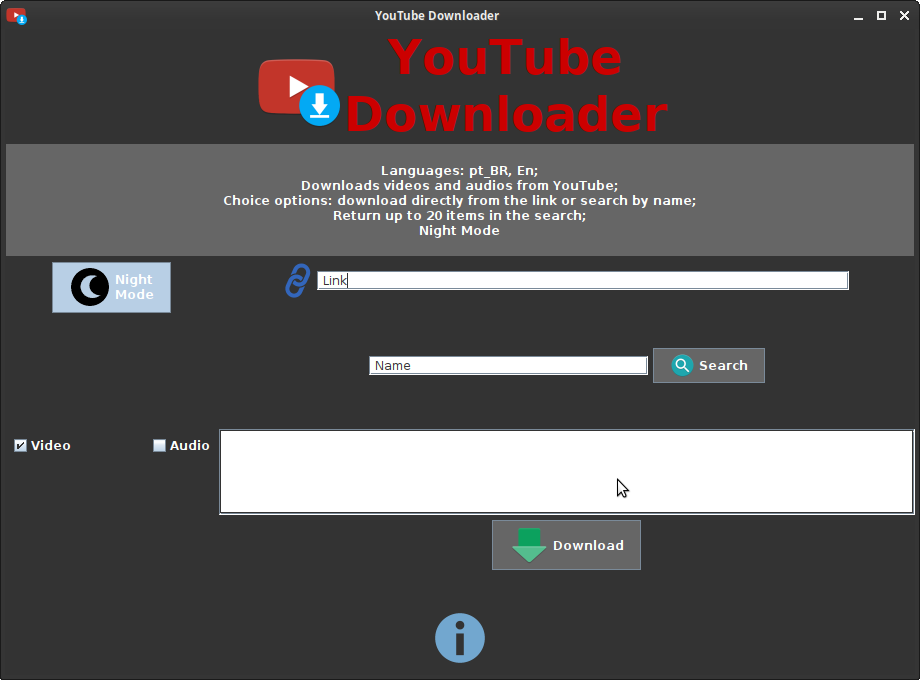 YouTube Downloader
YouTube
Downloader
Languages: pt_BR, En;
Downloads videos and audios from YouTube;
Choice options: download directly from the link or search by name;
Return up to 20 items in the search;
Night Mode
Night
Mode
Link
Name
Search
Video
Audio
Download